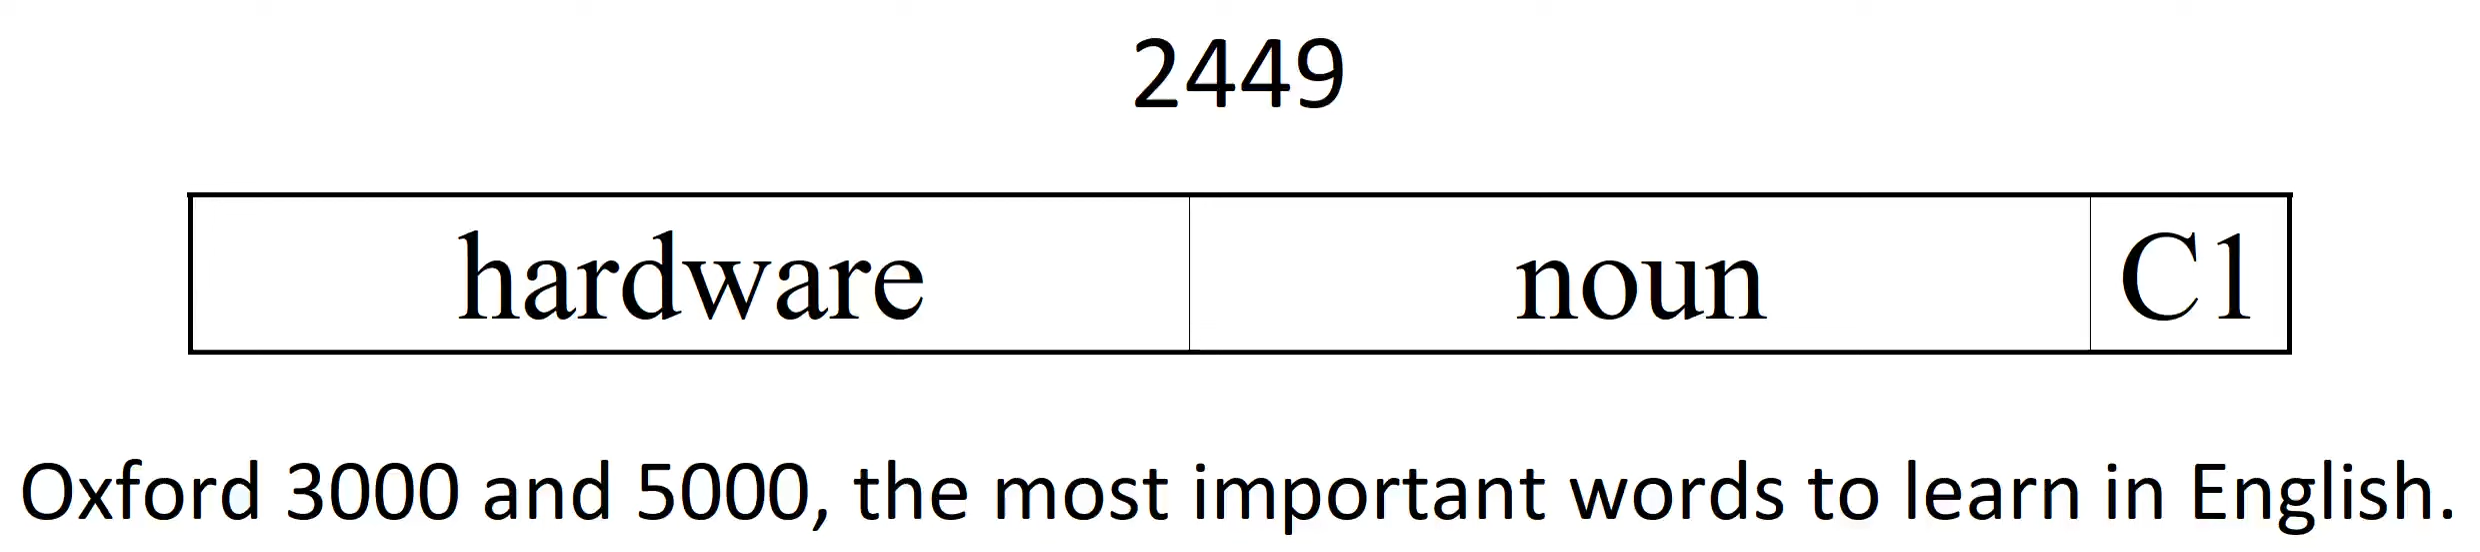 2449
hardware noun C1
Oxford 3000 and 5000, the most important words to learn in English.